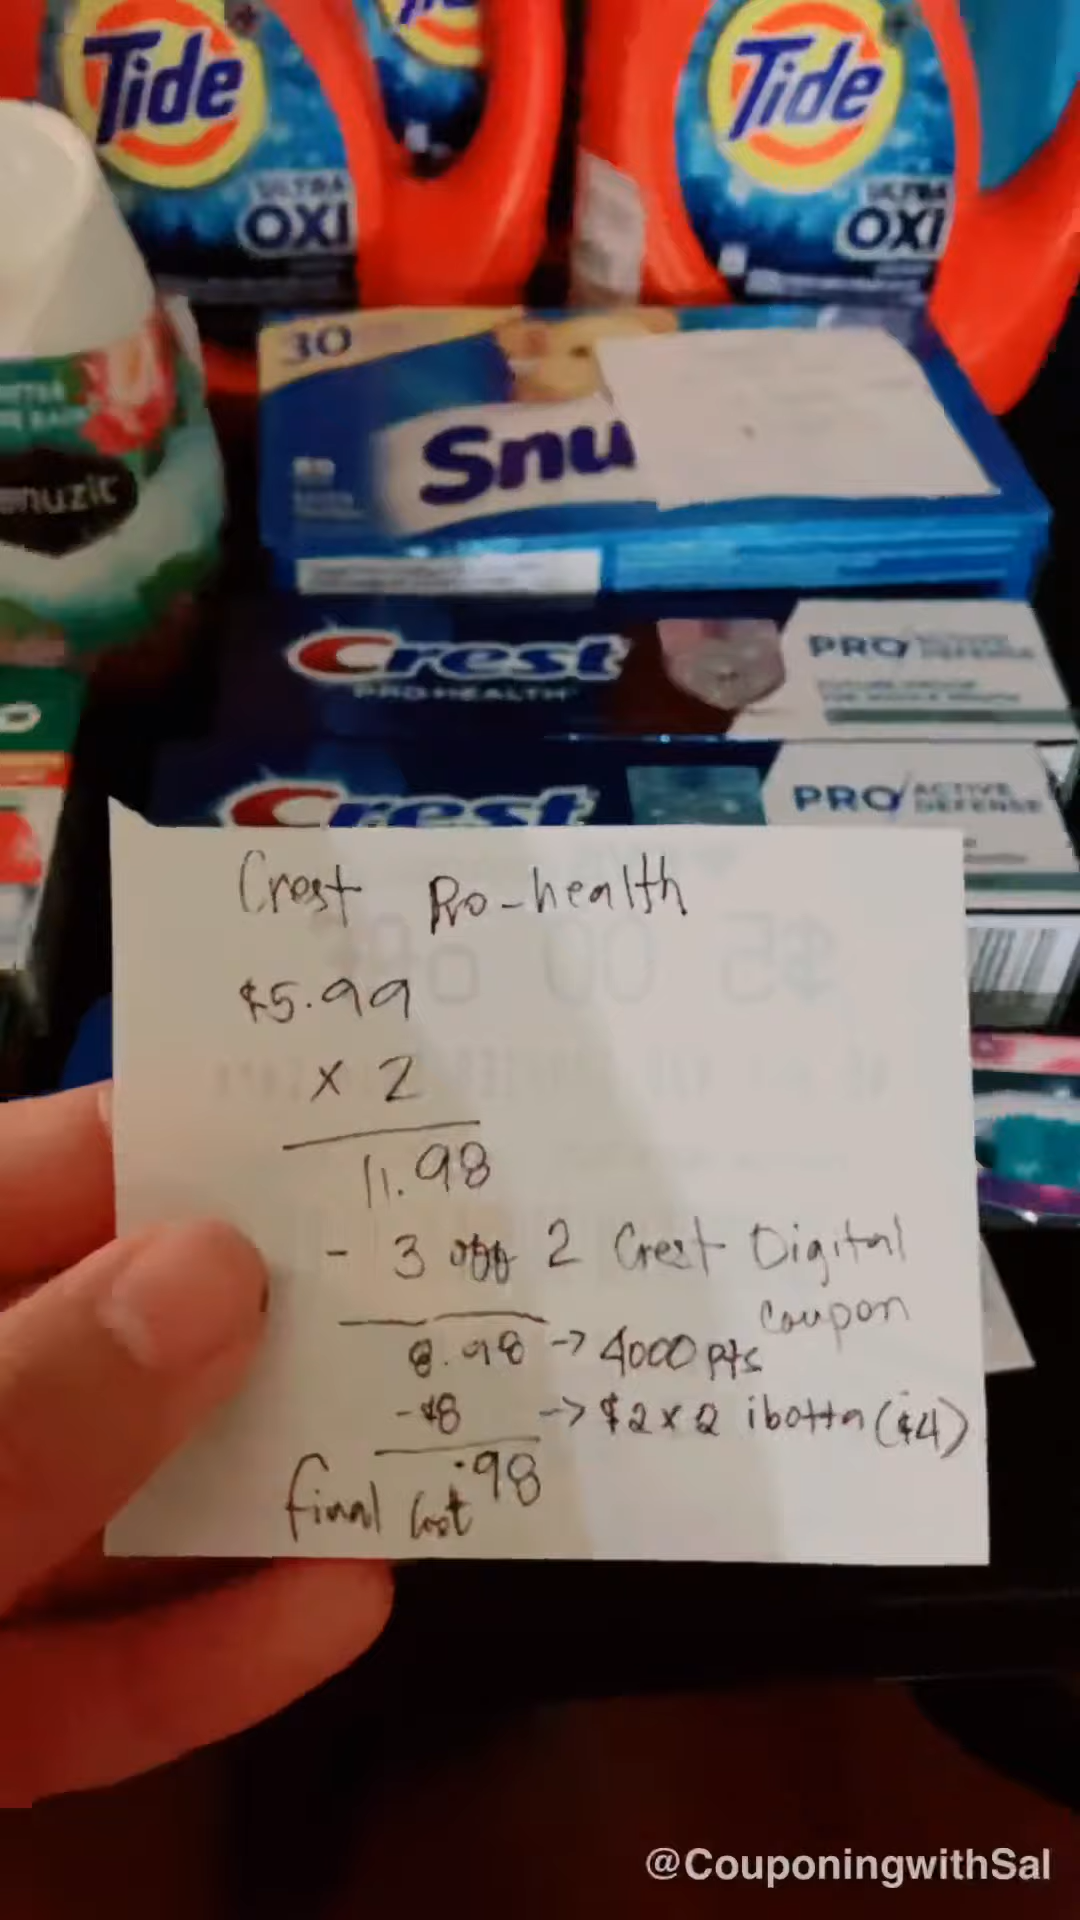 Tide
ULTRA
OXI
Tide
ULTRA
OXI
30
Snu
enuzit
Crest
PRO-HEALTH
PRO
Crest
PRO/ACTIVE
DEFENSE
Crest Pro-health
$5.99
x 2
11.98
- 3 off 2 Crest Digital
Coupon
8.98 -> 4000 pts
-$8 -> $2 x 2 ibotta ($4)
final cost .98
@CouponingwithSal